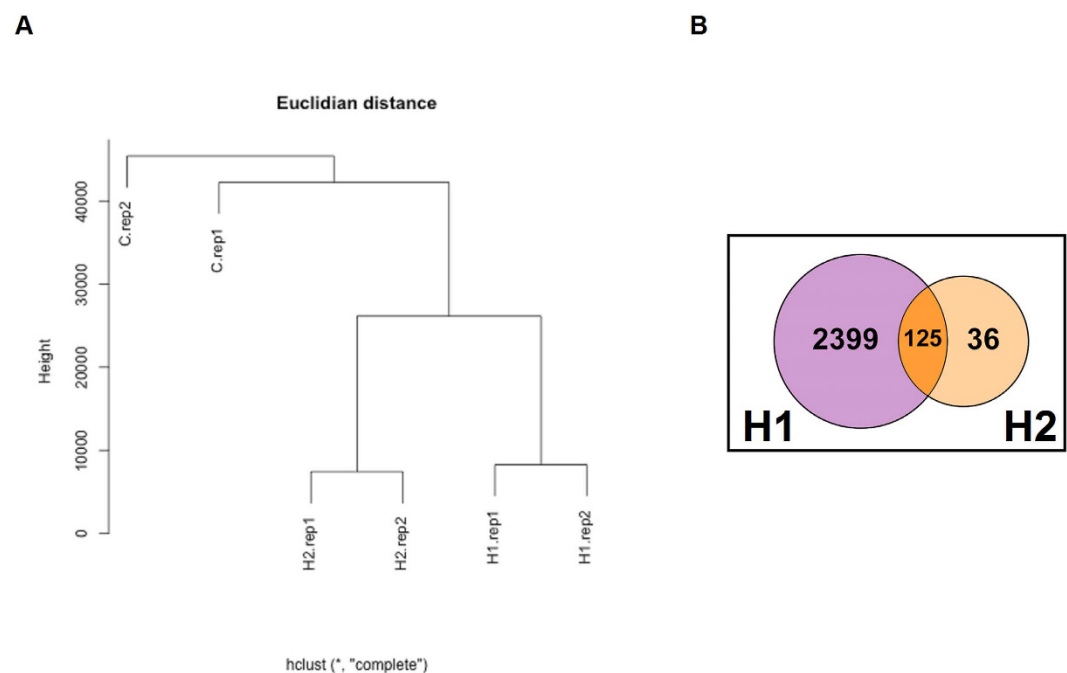 A
B
Euclidian distance
Height
40000
30000
20000
10000
0
C.rep2
C.rep1
H2.rep1
H2.rep2
H1.rep1
H1.rep2
hclust (*, "complete")
2399
125
36
H1
H2